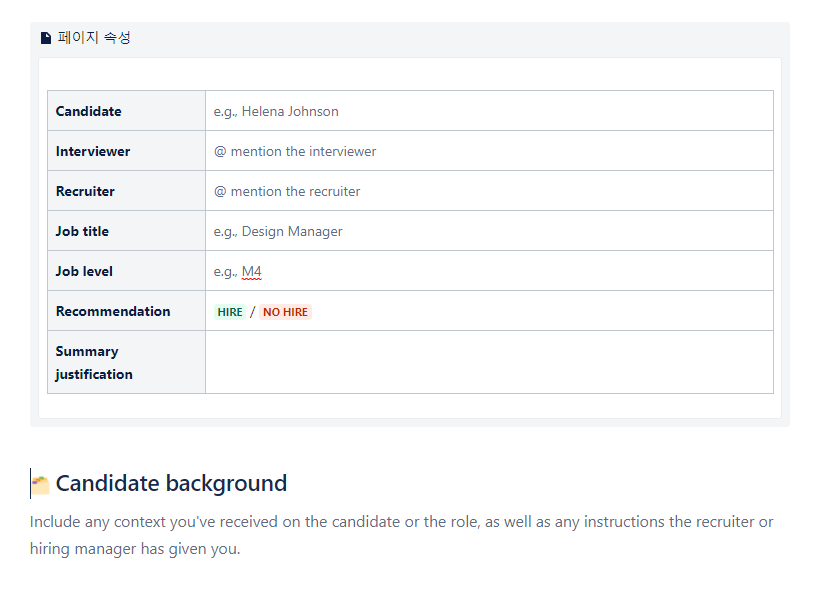 페이지 속성
Candidate e.g., Helena Johnson
Interviewer @ mention the interviewer
Recruiter @ mention the recruiter
Job title e.g., Design Manager
Job level e.g., M4
Recommendation HIRE / NO HIRE
Summary
justification
Candidate background
Include any context you've received on the candidate or the role, as well as any instructions the recruiter or
hiring manager has given you.